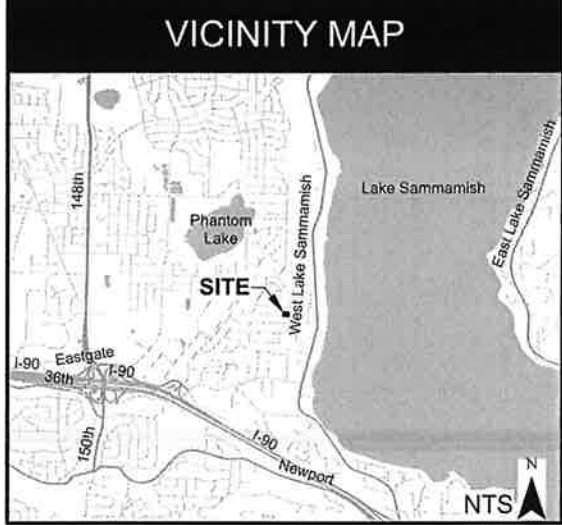 VICINITY MAP
148th
Phantom
Lake
West Lake Sammamish
Lake Sammamish
East Lake Sammamish
SITE
Eastgate
I-90
36th
I-90
150th
I-90
Newport
N
NTS